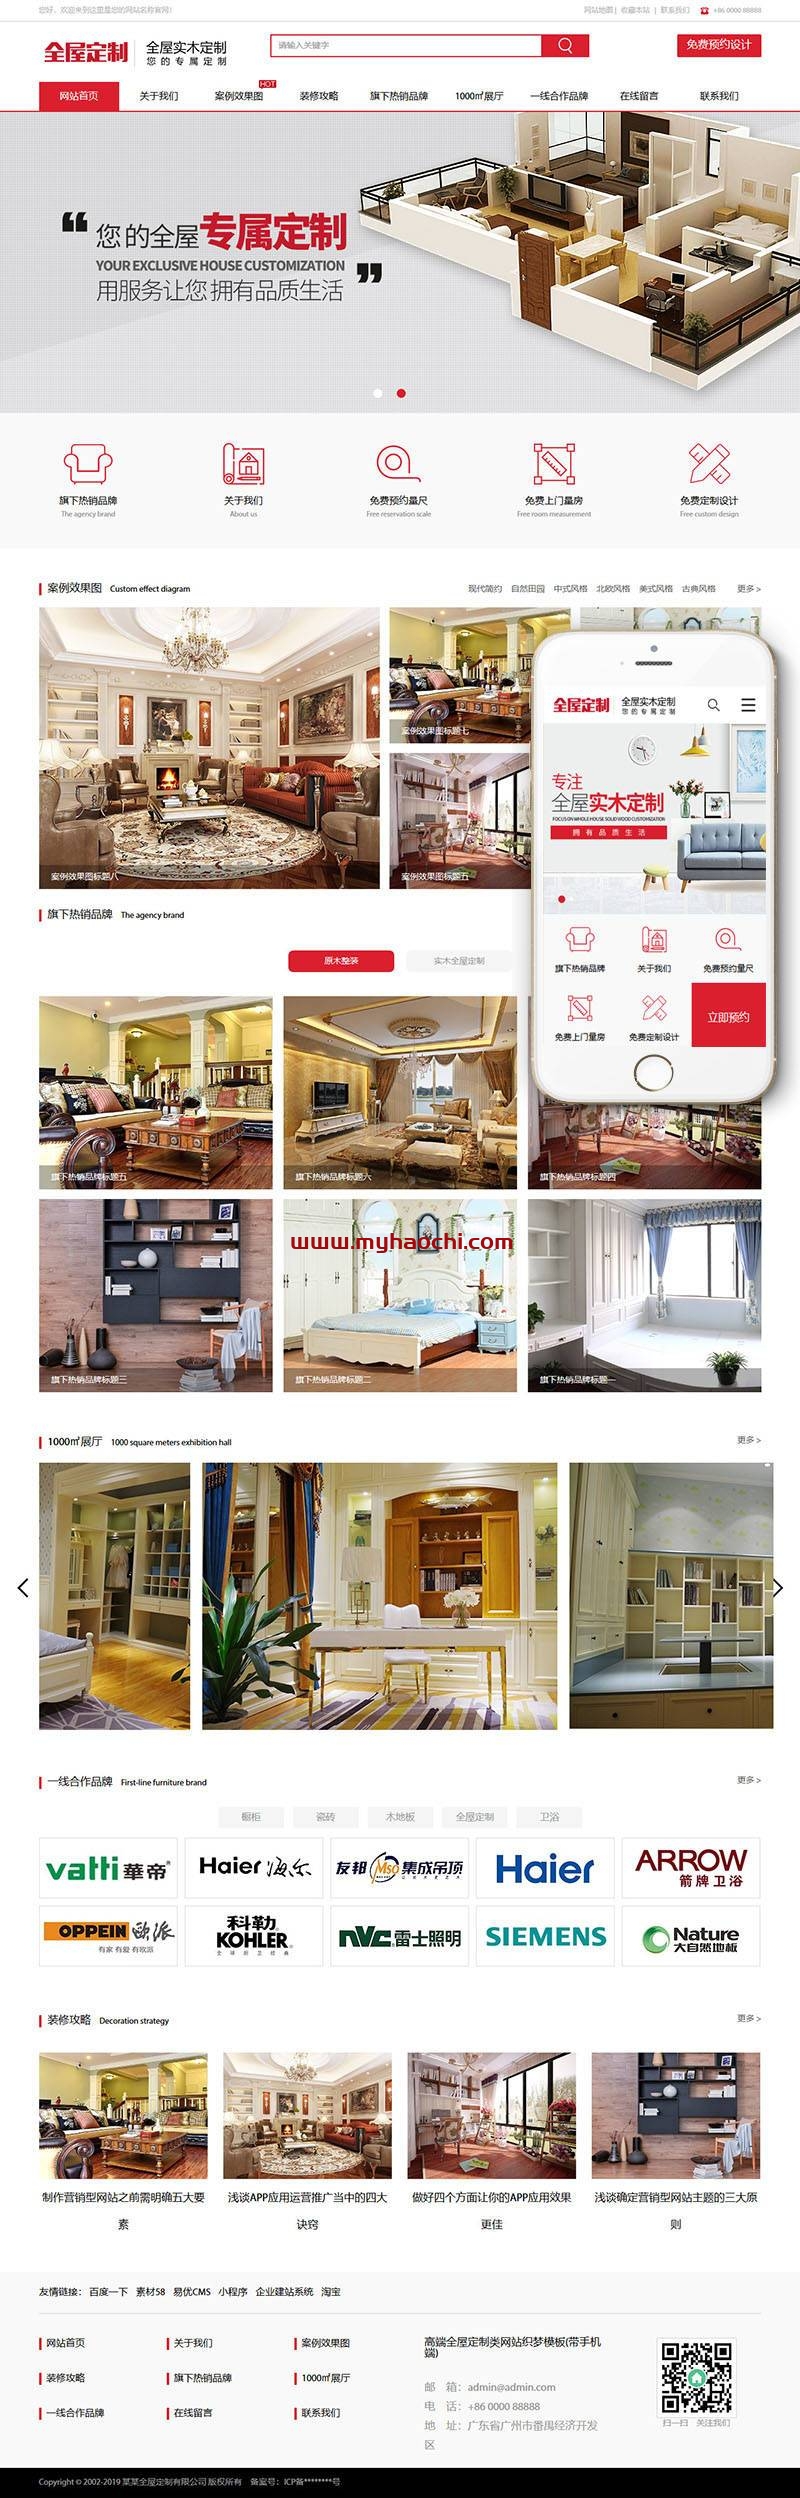 您好，欢迎来到这里是您的网站名称官网！
网站地图 | 收藏本站 | 联系我们 +86 0000 88888
全屋定制
全屋实木定制
您的专属定制
请输入关键字
免费预约设计
HOT
网站首页 关于我们 案例效果图 装修攻略 旗下热销品牌 1000㎡展厅 一线合作品牌 在线留言 联系我们
“您的全屋专属定制
YOUR EXCLUSIVE HOUSE CUSTOMIZATION
用服务让您拥有品质生活”
旗下热销品牌 关于我们 免费预约量尺 免费上门量房 免费定制设计
The agency brand About us Free reservation scale Free room measurement Free custom design
案例效果图 Custom effect diagram 现代简约 自然田园 中式风格 北欧风格 美式风格 古典风格 更多 >
案例效果图标题七
案例效果图标题八 案例效果图标题五
全屋定制
全屋实木定制
您的专属定制
专注
全屋实木定制
FOCUS ON WHOLE HOUSE SOLID WOOD CUSTOMIZATION
拥有品质生活
旗下热销品牌 关于我们 免费预约量尺
免费上门量房 免费定制设计 立即预约
旗下热销品牌 The agency brand
原木整装 实木全屋定制
旗下热销品牌标题五 旗下热销品牌标题六 旗下热销品牌标题四
www.myhaochi.com
旗下热销品牌标题三 旗下热销品牌标题二 旗下热销品牌标题一
1000㎡展厅 1000 square meters exhibition hall 更多 >
一线合作品牌 First-line furniture brand 更多 >
橱柜 瓷砖 木地板 全屋定制 卫浴
vatti 華帝®
Haier 海尔
友邦 MSO 集成吊顶
Haier
ARROW
箭牌卫浴
OPPEIN 欧派
有家 有爱 有欧派
科勒
KOHLER
全球厨卫经典
nvc 雷士照明
SIEMENS
Nature
大自然地板
装修攻略 Decoration strategy 更多 >
制作营销型网站之前需明确五大要
素
浅谈APP应用运营推广当中的四大
诀窍
做好四个方面让你的APP应用效果
更佳
浅谈确定营销型网站主题的三大原
则
友情链接： 百度一下 素材58 易优CMS 小程序 企业建站系统 淘宝
网站首页 关于我们 案例效果图
装修攻略 旗下热销品牌 1000㎡展厅
一线合作品牌 在线留言 联系我们
高端全屋定制类网站织梦模板(带手机
端)
邮 箱：admin@admin.com
电 话：+86 0000 88888
地 址：广东省广州市番禺经济开发
区
扫一扫 关注我们
Copyright © 2002-2019 某某全屋定制有限公司 版权所有 备案号：ICP备********号